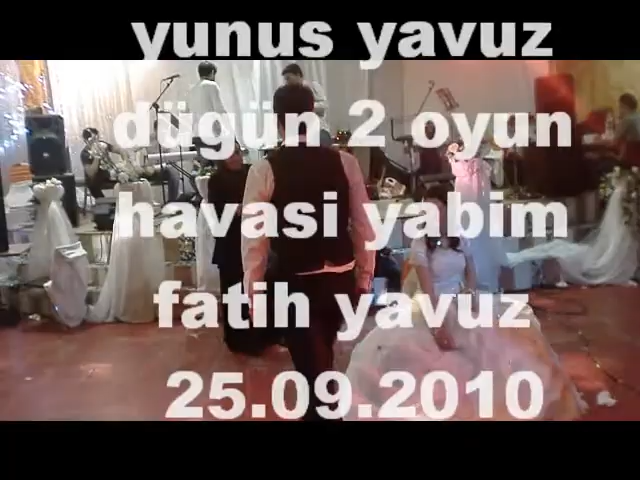 yunus yavuz
dügün 2 oyun
havasi yabim
fatih yavuz
25.09.2010